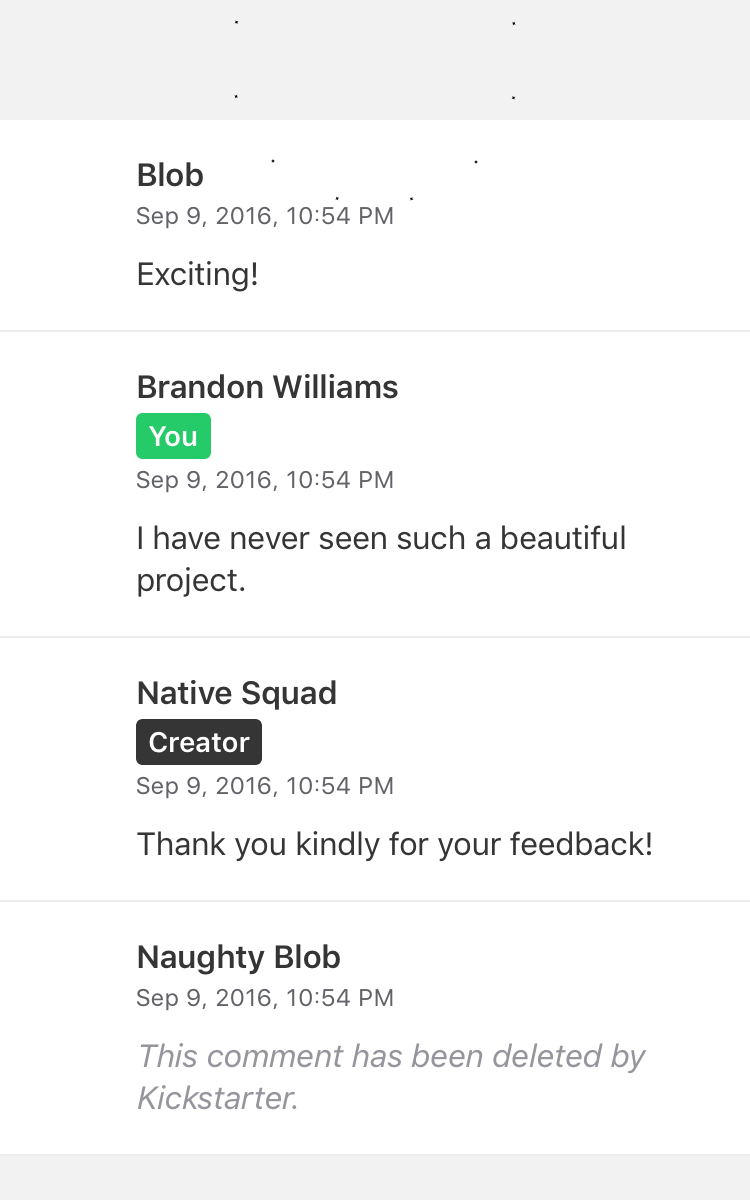 Blob
Sep 9, 2016, 10:54 PM
Exciting!
Brandon Williams
You
Sep 9, 2016, 10:54 PM
I have never seen such a beautiful
project.
Native Squad
Creator
Sep 9, 2016, 10:54 PM
Thank you kindly for your feedback!
Naughty Blob
Sep 9, 2016, 10:54 PM
This comment has been deleted by
Kickstarter.